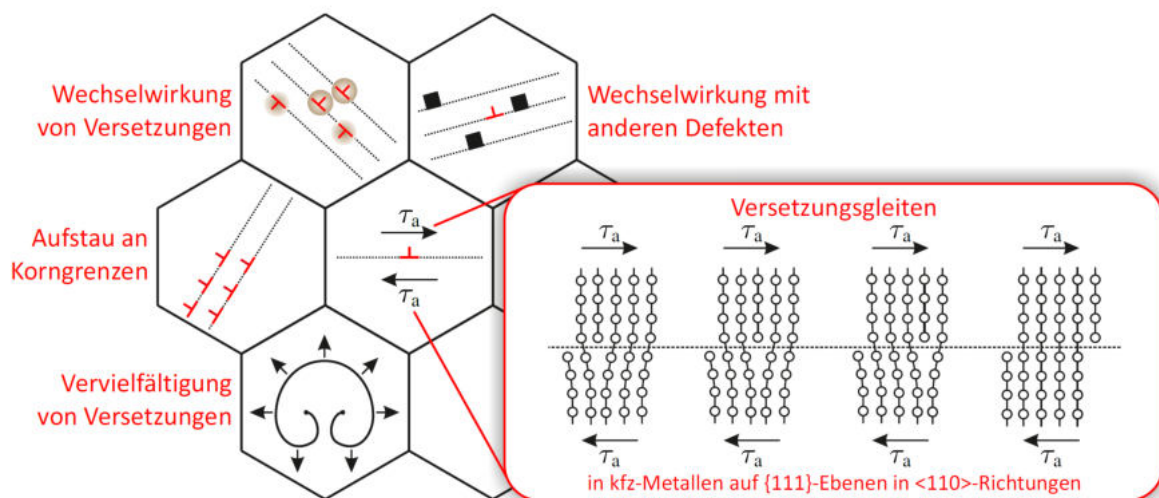 Wechselwirkung
von Versetzungen
Wechselwirkung mit
anderen Defekten
Aufstau an
Korngrenzen
τa
τa
Vervielfältigung
von Versetzungen
Versetzungsgleiten
τa τa τa τa
τa τa τa τa
in kfz-Metallen auf {111}-Ebenen in <110>-Richtungen